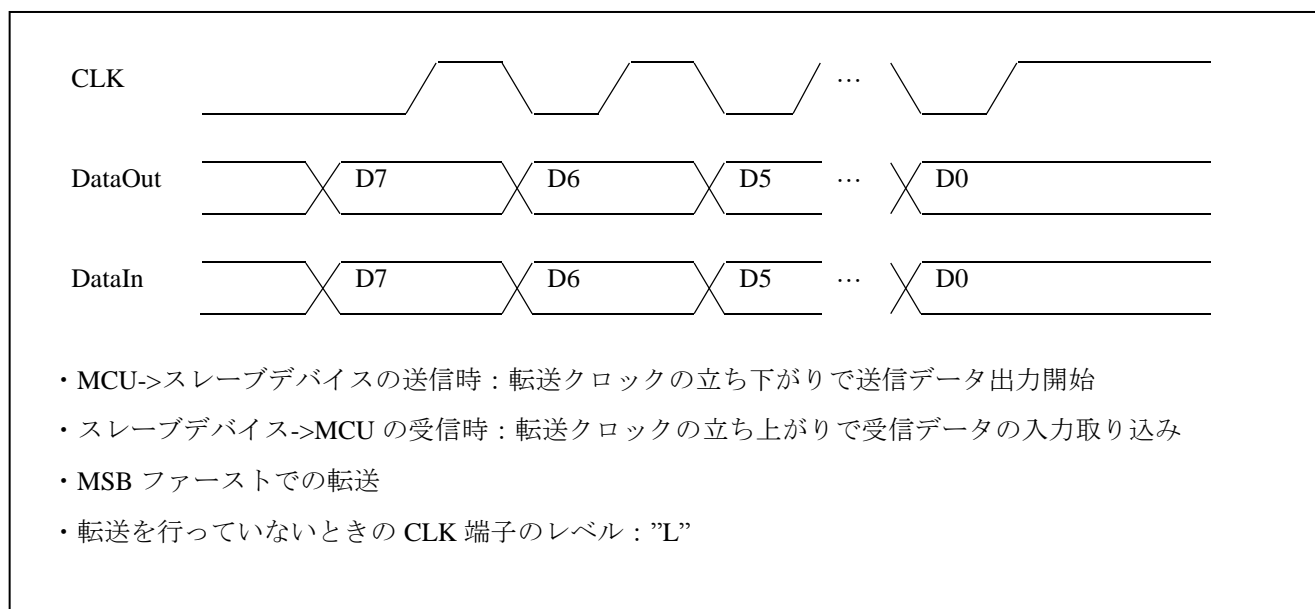 CLK …
DataOut D7 D6 D5 … D0
DataIn D7 D6 D5 … D0
・MCU->スレーブデバイスの送信時：転送クロックの立ち下がりで送信データ出力開始
・スレーブデバイス->MCU の受信時：転送クロックの立ち上がりで受信データの入力取り込み
・MSB ファーストでの転送
・転送を行っていないときの CLK 端子のレベル：”L”